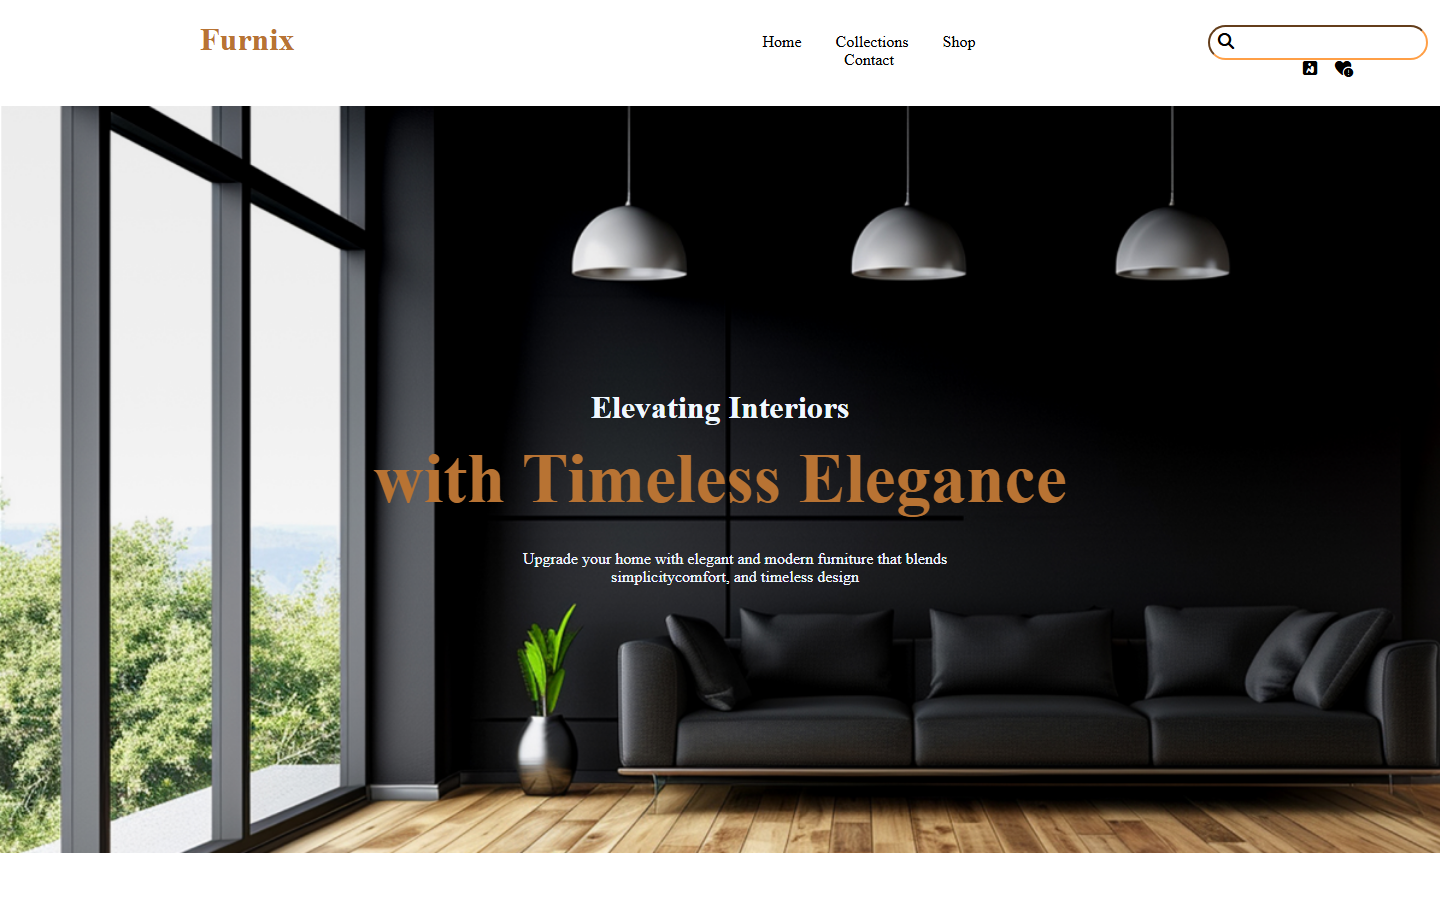 Furnix
Home Collections Shop
Contact
Elevating Interiors
with Timeless Elegance
Upgrade your home with elegant and modern furniture that blends
simplicitycomfort, and timeless design